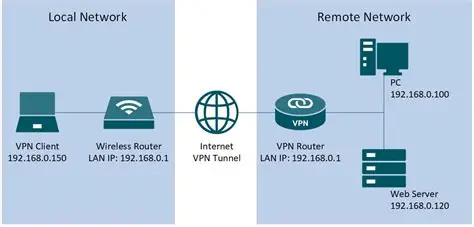 Local Network
Remote Network
PC
192.168.0.100
VPN
VPN Client
192.168.0.150
Wireless Router
LAN IP: 192.168.0.1
Internet
VPN Tunnel
VPN Router
LAN IP: 192.168.0.1
Web Server
192.168.0.120